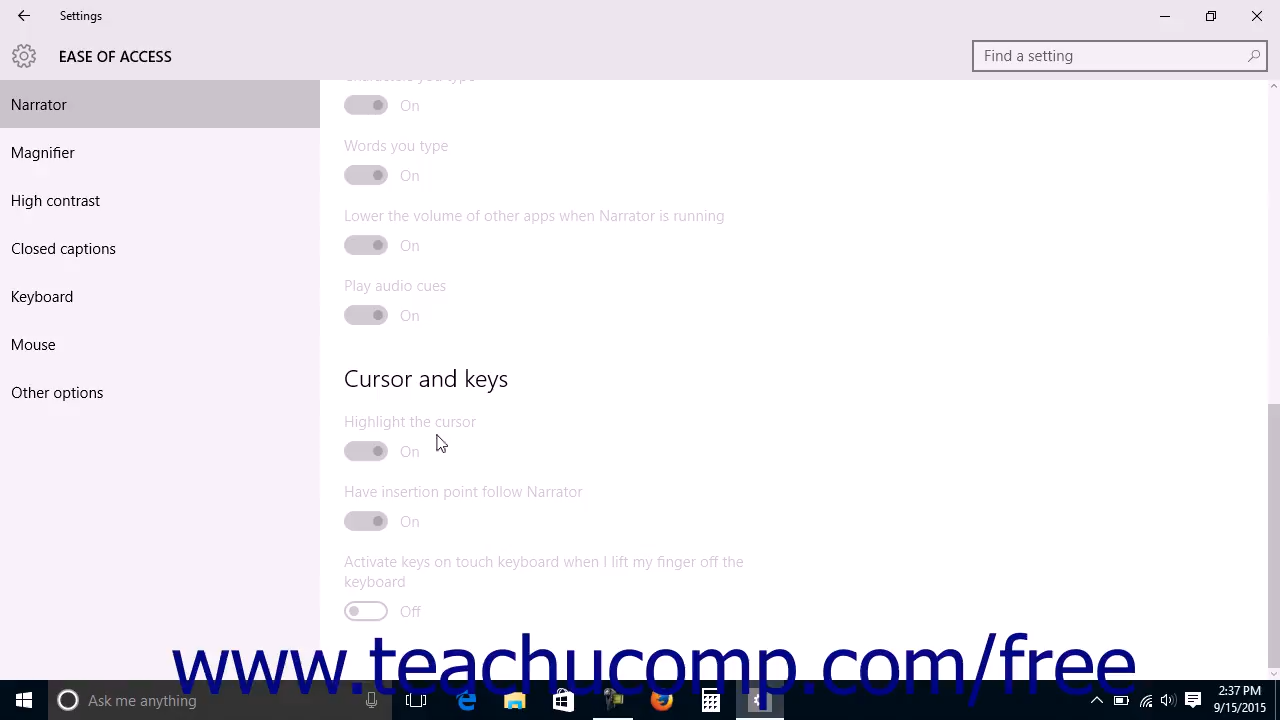 Settings
EASE OF ACCESS
Find a setting
Narrator
Magnifier
High contrast
Closed captions
Keyboard
Mouse
Other options
Characters you type
On
Words you type
On
Lower the volume of other apps when Narrator is running
On
Play audio cues
On
Cursor and keys
Highlight the cursor
On
Have insertion point follow Narrator
On
Activate keys on touch keyboard when I lift my finger off the
keyboard
Off
www.teachucomp.com/free
Ask me anything
2:37 PM
9/15/2015